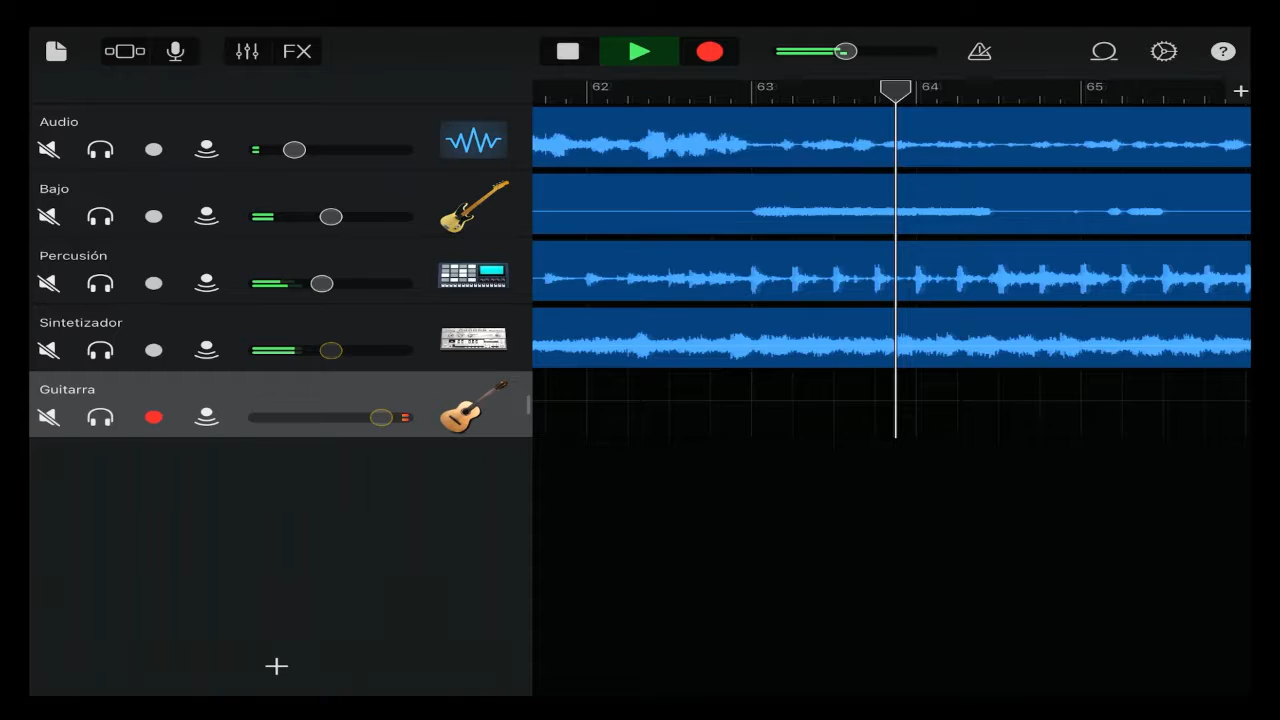 FX
?
62
63
64
65
Audio
Bajo
Percusión
Sintetizador
Guitarra